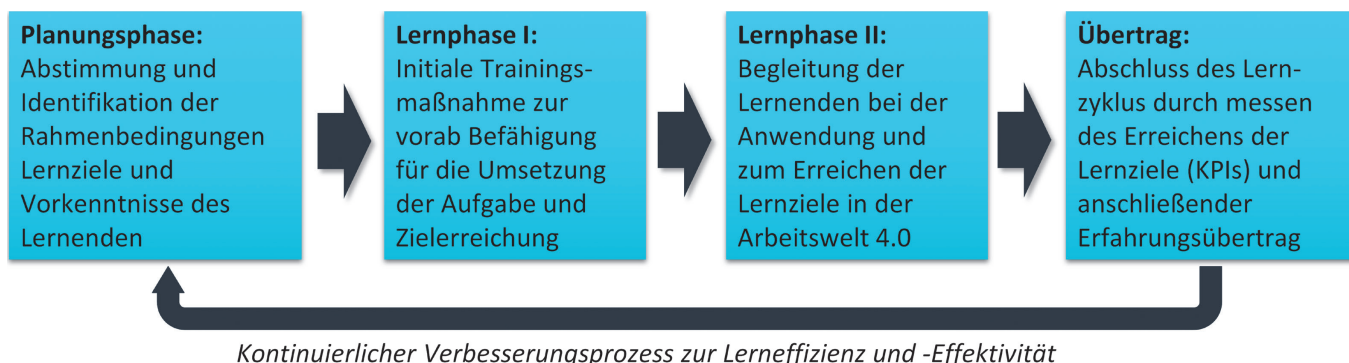 Planungsphase:
Abstimmung und
Identifikation der
Rahmenbedingungen
Lernziele und
Vorkenntnisse des
Lernenden
Lernphase I:
Initiale Trainings-
maßnahme zur
vorab Befähigung
für die Umsetzung
der Aufgabe und
Zielerreichung
Lernphase II:
Begleitung der
Lernenden bei der
Anwendung und
zum Erreichen der
Lernziele in der
Arbeitswelt 4.0
Übertrag:
Abschluss des Lern-
zyklus durch messen
des Erreichens der
Lernziele (KPIs) und
anschließender
Erfahrungsübertrag
Kontinuierlicher Verbesserungsprozess zur Lerneffizienz und -Effektivität